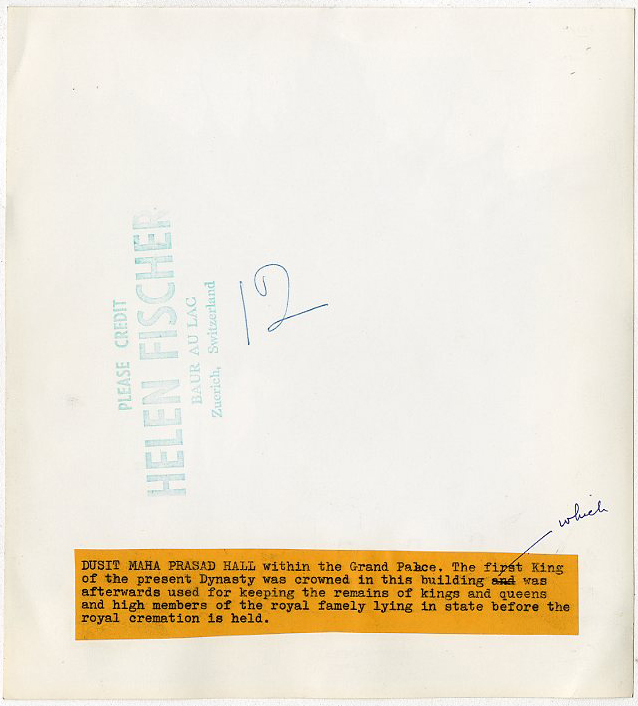 PLEASE CREDIT
HELEN FISCHER
BAUR AU LAC
Zuerich, Switzerland
12
which
DUSIT MAHA PRASAD HALL within the Grand Palace. The first King
of the present Dynasty was crowned in this building and was
afterwards used for keeping the remains of kings and queens
and high members of the royal famely lying in state before the
royal cremation is held.